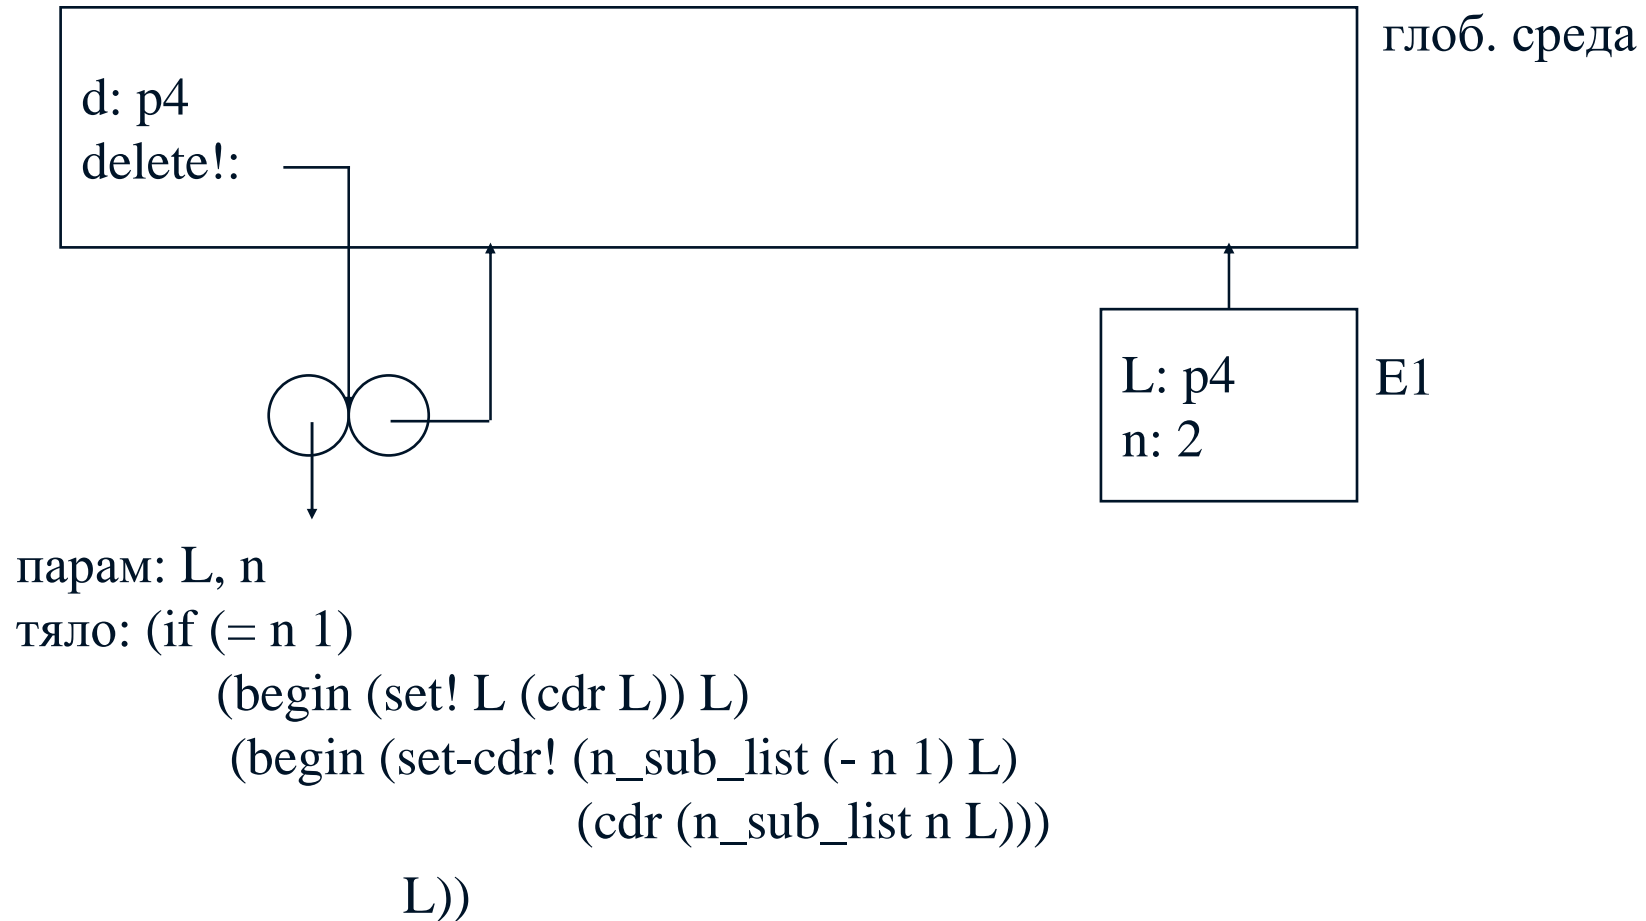 глоб. среда
d: p4
delete!:
L: p4
n: 2
E1
парам: L, n
тяло: (if (= n 1)
(begin (set! L (cdr L)) L)
(begin (set-cdr! (n_sub_list (- n 1) L)
(cdr (n_sub_list n L)))
L))